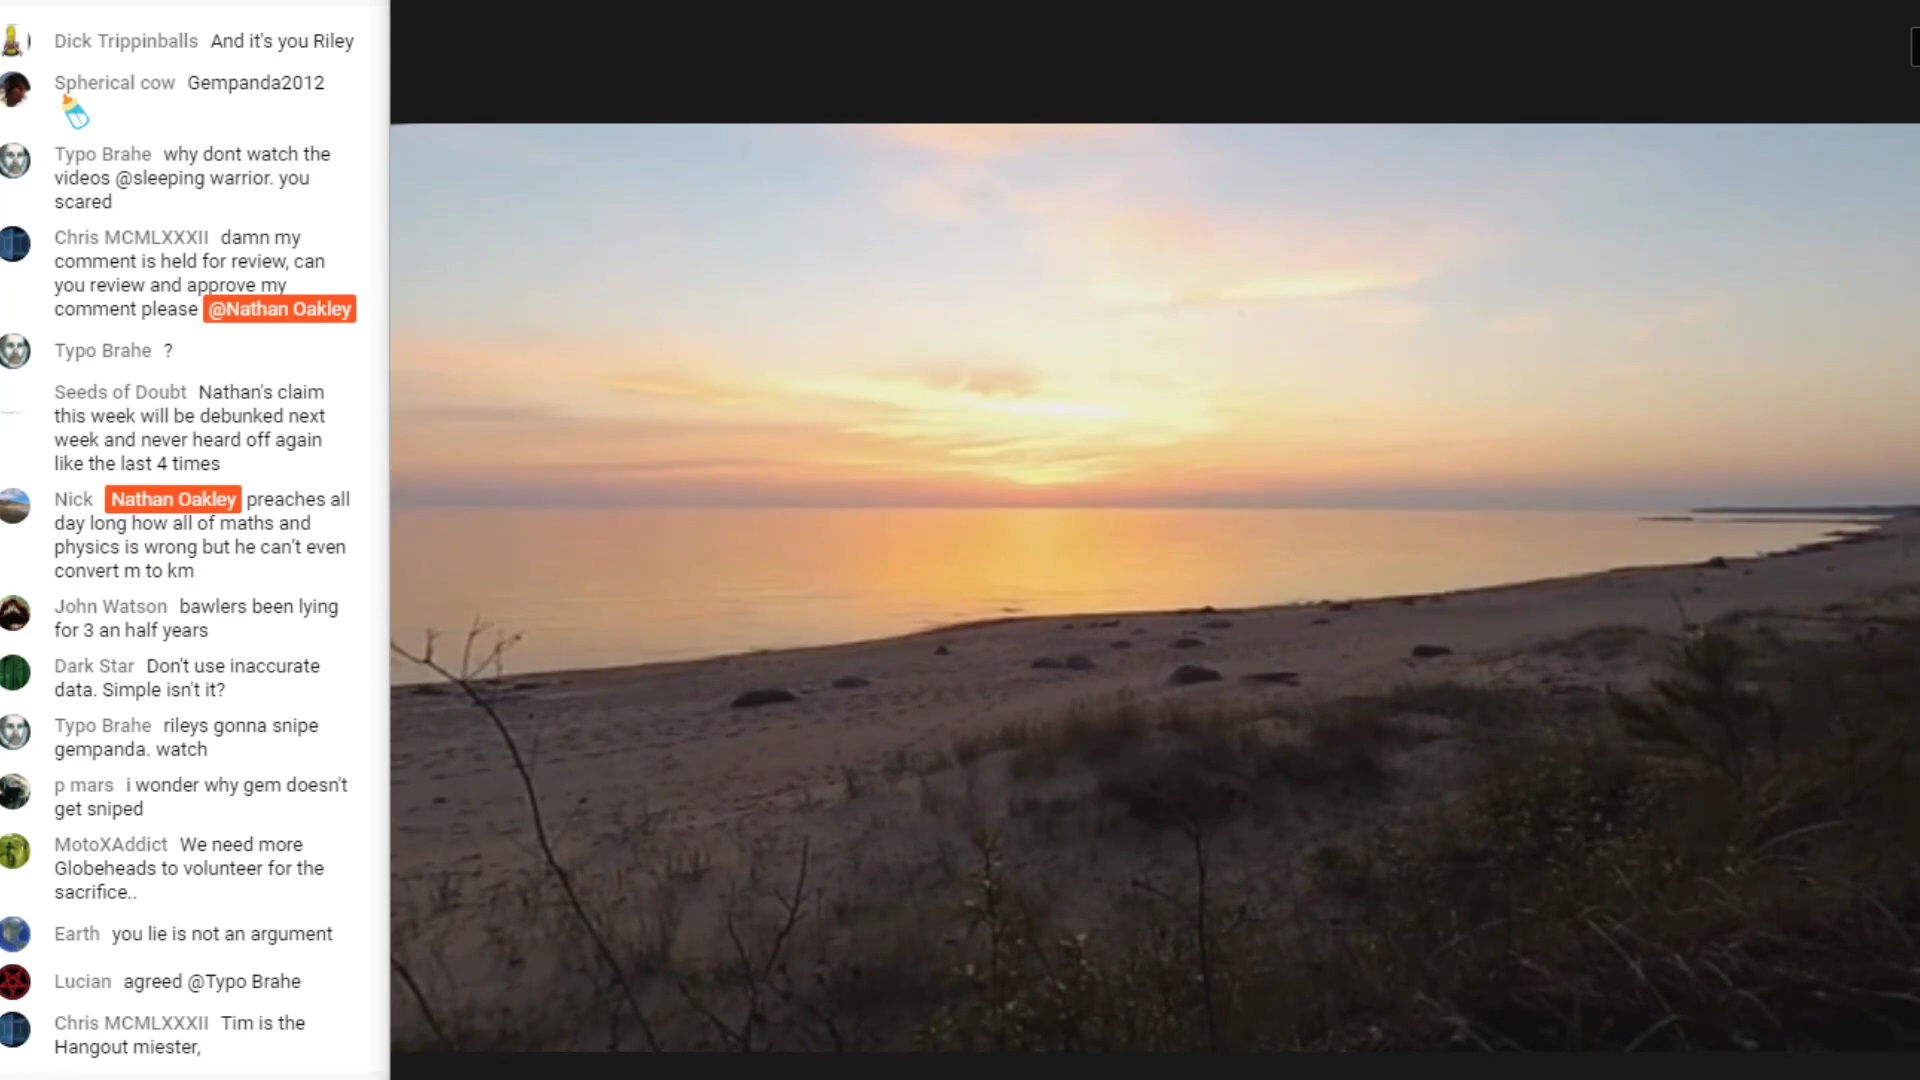 Dick Trippinballs And it's you Riley
Spherical cow Gempanda2012
Typo Brahe why dont watch the
videos @sleeping warrior. you
scared
Chris MCMLXXXII damn my
comment is held for review, can
you review and approve my
comment please @Nathan Oakley
Typo Brahe ?
Seeds of Doubt Nathan's claim
this week will be debunked next
week and never heard off again
like the last 4 times
Nick Nathan Oakley preaches all
day long how all of maths and
physics is wrong but he can't even
convert m to km
John Watson bawlers been lying
for 3 an half years
Dark Star Don't use inaccurate
data. Simple isn't it?
Typo Brahe rileys gonna snipe
gempanda. watch
p mars i wonder why gem doesn't
get sniped
MotoXAddict We need more
Globeheads to volunteer for the
sacrifice..
Earth you lie is not an argument
Lucian agreed @Typo Brahe
Chris MCMLXXXII Tim is the
Hangout miester,